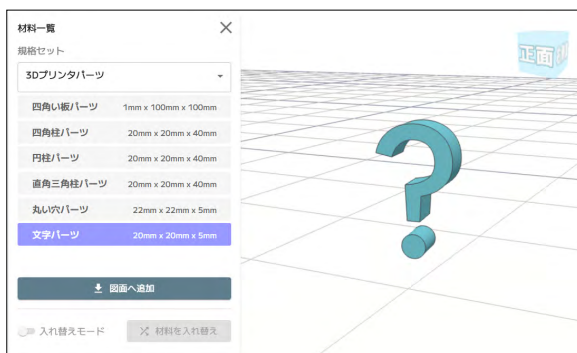 材料一覧
規格セット
3Dプリンタパーツ
四角い板パーツ 1mm x 100mm x 100mm
四角柱パーツ 20mm x 20mm x 40mm
円柱パーツ 20mm x 20mm x 40mm
直角三角柱パーツ 20mm x 20mm x 40mm
丸い穴パーツ 22mm x 22mm x 5mm
文字パーツ 20mm x 20mm x 5mm
図面へ追加
入れ替えモード 材料を入れ替え
正面
?